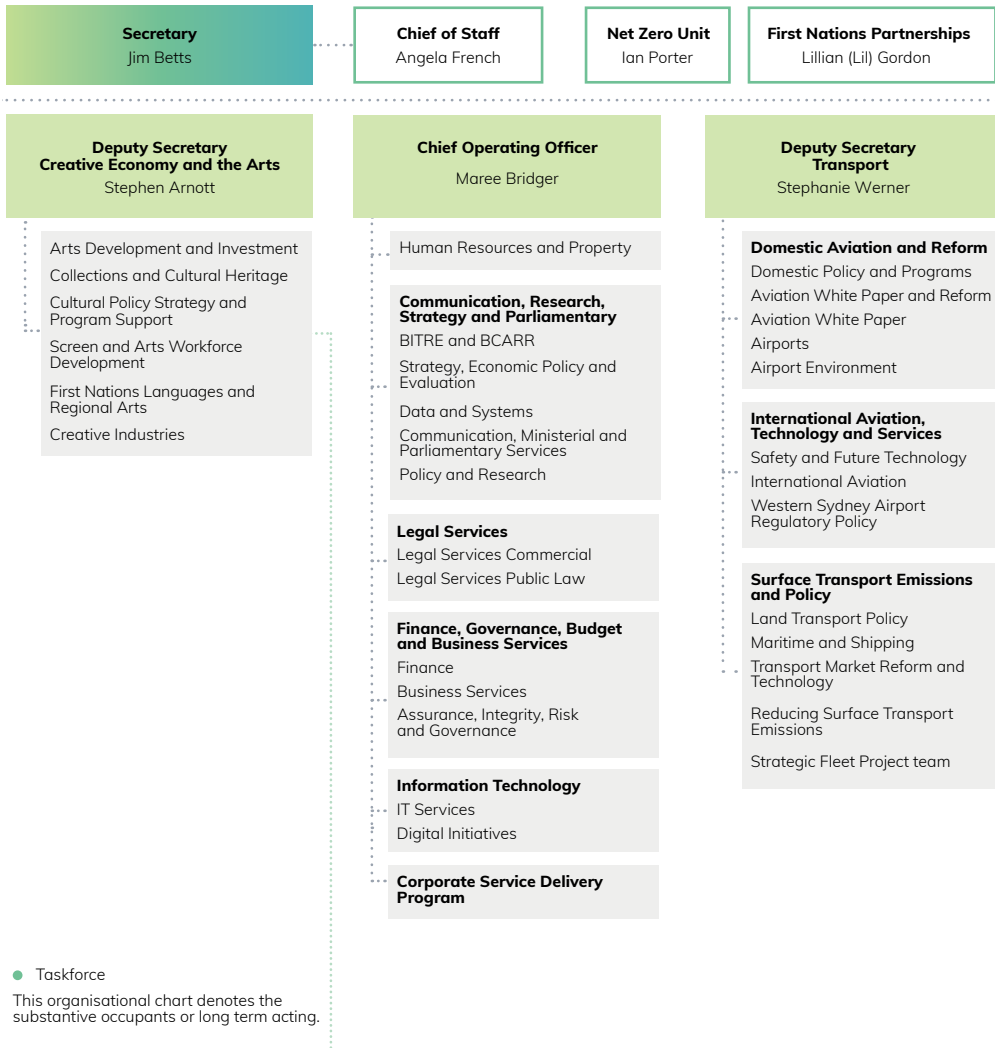 Secretary
Jim Betts
Chief of Staff
Angela French
Net Zero Unit
Ian Porter
First Nations Partnerships
Lillian (Lil) Gordon
Deputy Secretary
Creative Economy and the Arts
Stephen Arnott
Arts Development and Investment
Collections and Cultural Heritage
Cultural Policy Strategy and
Program Support
Screen and Arts Workforce
Development
First Nations Languages and
Regional Arts
Creative Industries
Chief Operating Officer
Maree Bridger
Human Resources and Property
Communication, Research,
Strategy and Parliamentary
BITRE and BCARR
Strategy, Economic Policy and
Evaluation
Data and Systems
Communication, Ministerial and
Parliamentary Services
Policy and Research
Legal Services
Legal Services Commercial
Legal Services Public Law
Finance, Governance, Budget
and Business Services
Finance
Business Services
Assurance, Integrity, Risk
and Governance
Information Technology
IT Services
Digital Initiatives
Corporate Service Delivery
Program
Deputy Secretary
Transport
Stephanie Werner
Domestic Aviation and Reform
Domestic Policy and Programs
Aviation White Paper and Reform
Aviation White Paper
Airports
Airport Environment
International Aviation,
Technology and Services
Safety and Future Technology
International Aviation
Western Sydney Airport
Regulatory Policy
Surface Transport Emissions
and Policy
Land Transport Policy
Maritime and Shipping
Transport Market Reform and
Technology
Reducing Surface Transport
Emissions
Strategic Fleet Project team
Taskforce
This organisational chart denotes the
substantive occupants or long term acting.